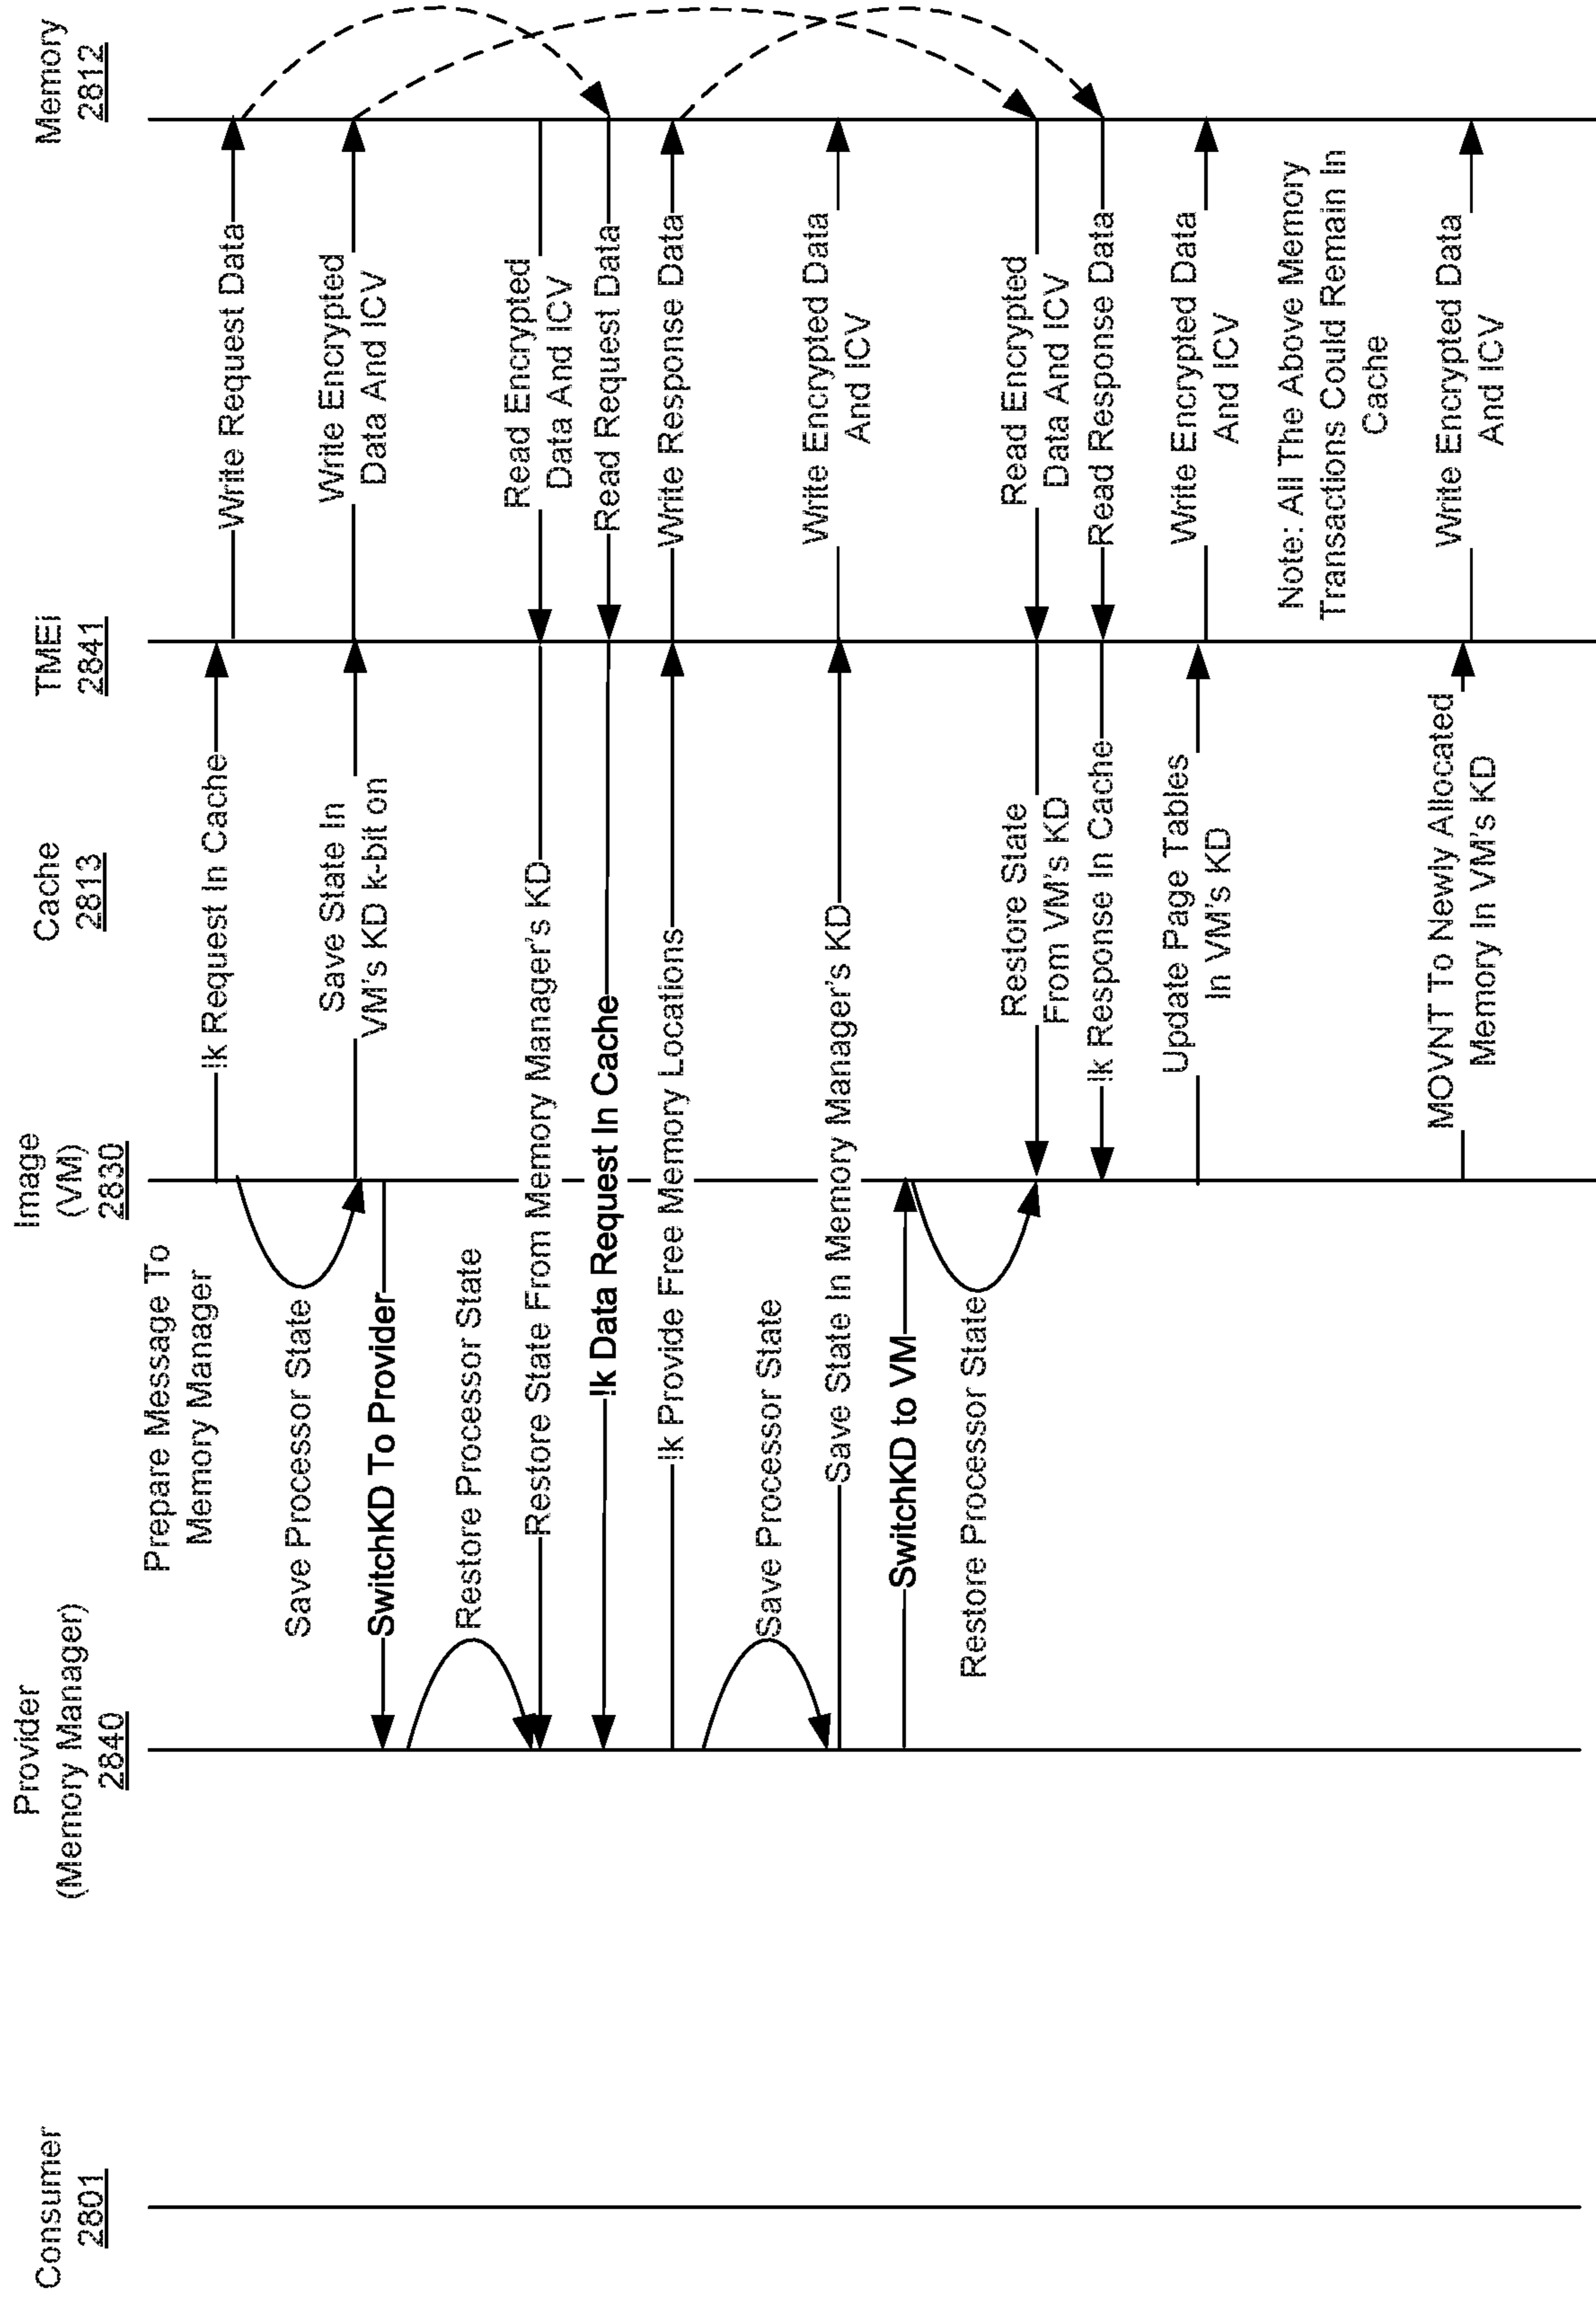 Consumer
2801
Provider
(Memory Manager)
2840
Image
(VM)
2830
Cache
2813
TMEi
2841
Memory
2812
Prepare Message To
Memory Manager
!k Request In Cache
Write Request Data
Save Processor State
Save State In
VM's KD k-bit on
Write Encrypted
Data And ICV
SwitchKD To Provider
Restore Processor State
Restore State From Memory Manager's KD
Read Encrypted
Data And ICV
!k Data Request In Cache
Read Request Data
!k Provide Free Memory Locations
Write Response Data
Save Processor State
Save State In Memory Manager's KD
Write Encrypted Data
And ICV
SwitchKD to VM
Restore Processor State
Restore State
From VM's KD
Read Encrypted
Data And ICV
!k Response In Cache
Read Response Data
Update Page Tables
In VM's KD
Write Encrypted Data
And ICV
Note: All The Above Memory
Transactions Could Remain In
Cache
MOVNT To Newly Allocated
Memory In VM's KD
Write Encrypted Data
And ICV